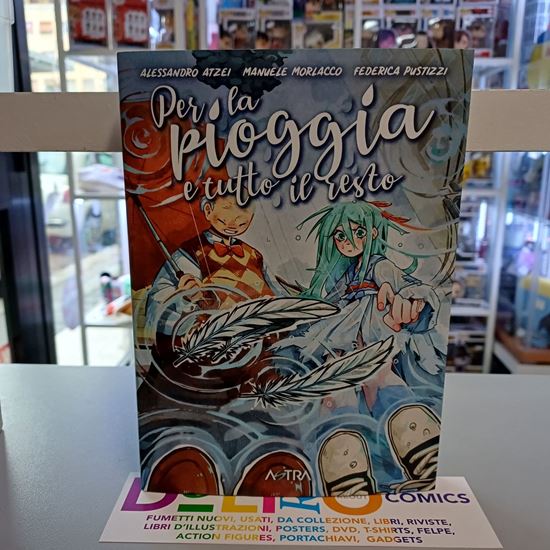 ALESSANDRO ATZEI MANUELE MORLACCO FEDERICA PUSTIZZI
Per la
pioggia
e tutto il resto
ASTRA
COMICS
FUMETTI NUOVI, USATI, DA COLLEZIONE, LIBRI, RIVISTE,
LIBRI D'ILLUSTRAZIONI, POSTERS, DVD, T-SHIRTS, FELPE,
ACTION FIGURES, PORTACHIAVI, GADGETS